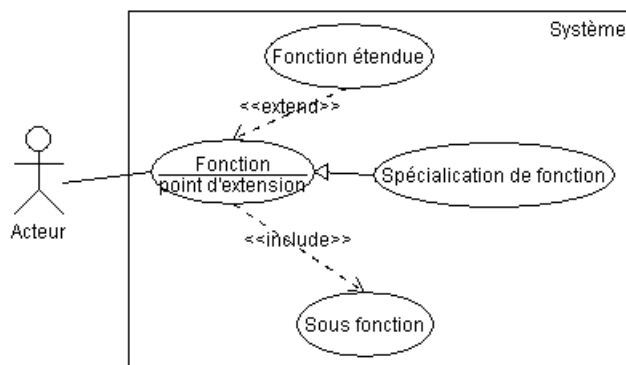 Système
Fonction étendue
<<extend>>
Fonction
point d'extension
Spécialication de fonction
Acteur
<<include>>
Sous fonction